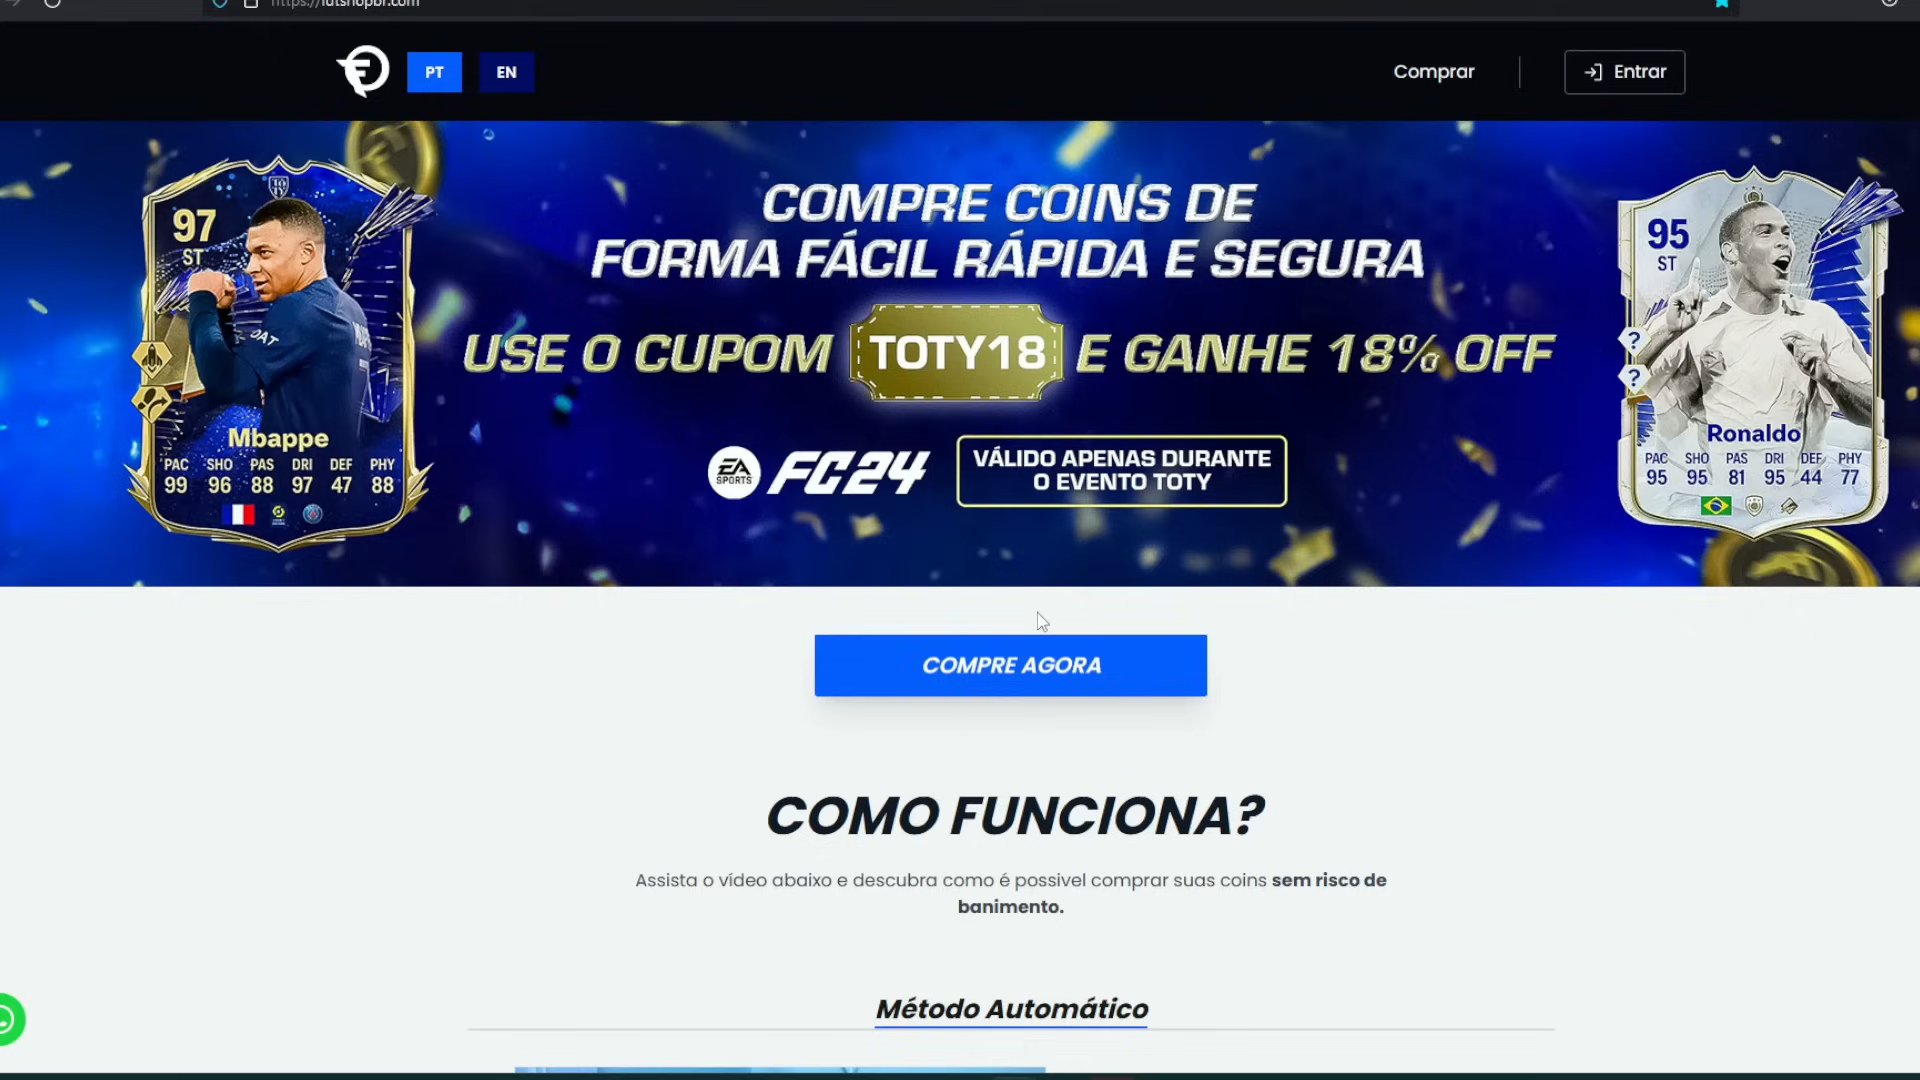 https://futshopbr.com
PT
EN
Comprar
Entrar
COMPRE COINS DE
FORMA FÁCIL RÁPIDA E SEGURA
USE O CUPOM TOTY18 E GANHE 18% OFF
EA
SPORTS
FC24
VÁLIDO APENAS DURANTE
O EVENTO TOTY
97
ST
Mbappe
PAC SHO PAS DRI DEF PHY
99 96 88 97 47 88
95
ST
?
?
Ronaldo
PAC SHO PAS DRI DEF PHY
95 95 81 95 44 77
COMPRE AGORA
COMO FUNCIONA?
Assista o vídeo abaixo e descubra como é possivel comprar suas coins sem risco de
banimento.
Método Automático